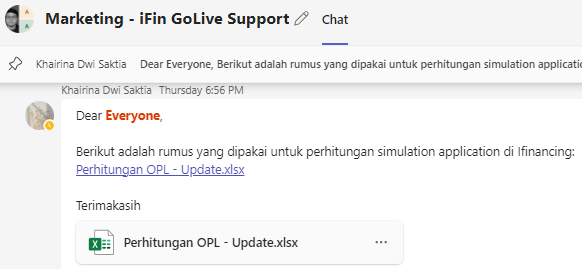 Marketing - iFin GoLive Support
Chat
Khairina Dwi Saktia Dear Everyone, Berikut adalah rumus yang dipakai untuk perhitungan simulation applicatio
Khairina Dwi Saktia Thursday 6:56 PM
Dear Everyone,
Berikut adalah rumus yang dipakai untuk perhitungan simulation application di Ifinancing:
Perhitungan OPL - Update.xlsx
Terimakasih
Perhitungan OPL - Update.xlsx